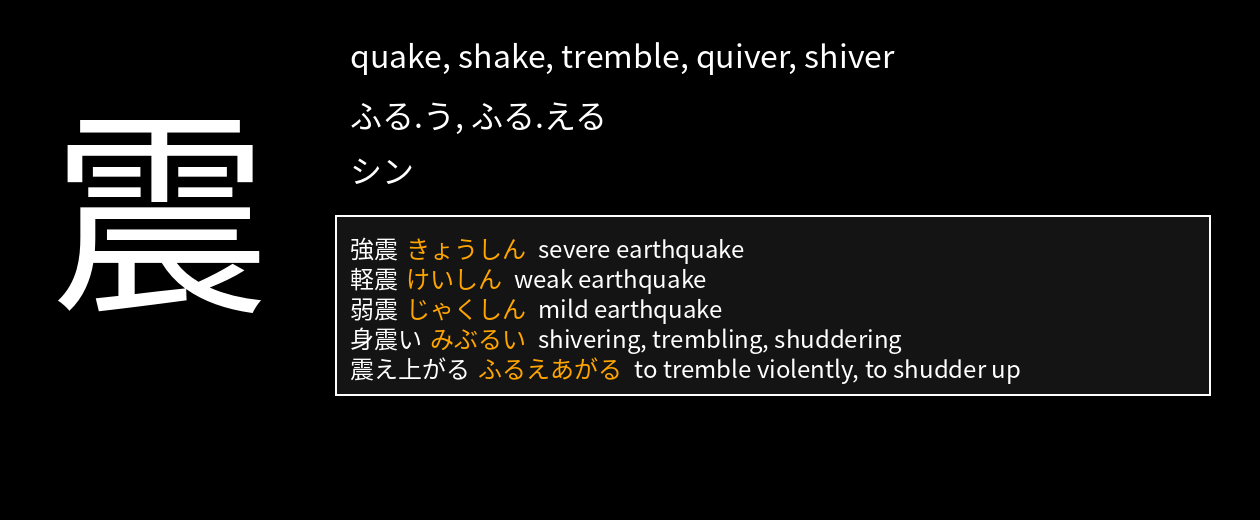 震
quake, shake, tremble, quiver, shiver
ふる.う, ふる.える
シン
強震 きょうしん severe earthquake
軽震 けいしん weak earthquake
弱震 じゃくしん mild earthquake
身震い みぶるい shivering, trembling, shuddering
震え上がる ふるえあがる to tremble violently, to shudder up